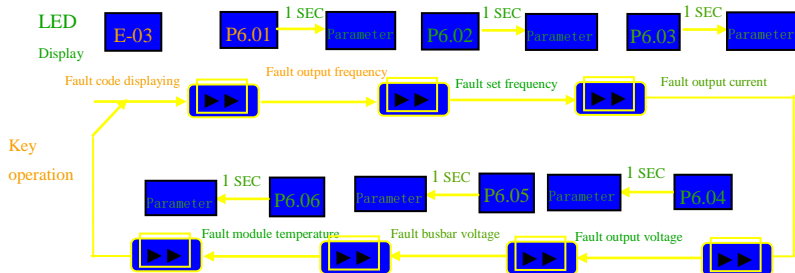 LED
Display
E-03
P6.01
1 SEC
Parameter
P6.02
1 SEC
Parameter
P6.03
1 SEC
Parameter
Fault code displaying
Fault output frequency
Fault set frequency
Fault output current
Key
operation
Parameter
1 SEC
P6.06
Parameter
1 SEC
P6.05
Parameter
1 SEC
P6.04
Fault module temperature
Fault busbar voltage
Fault output voltage